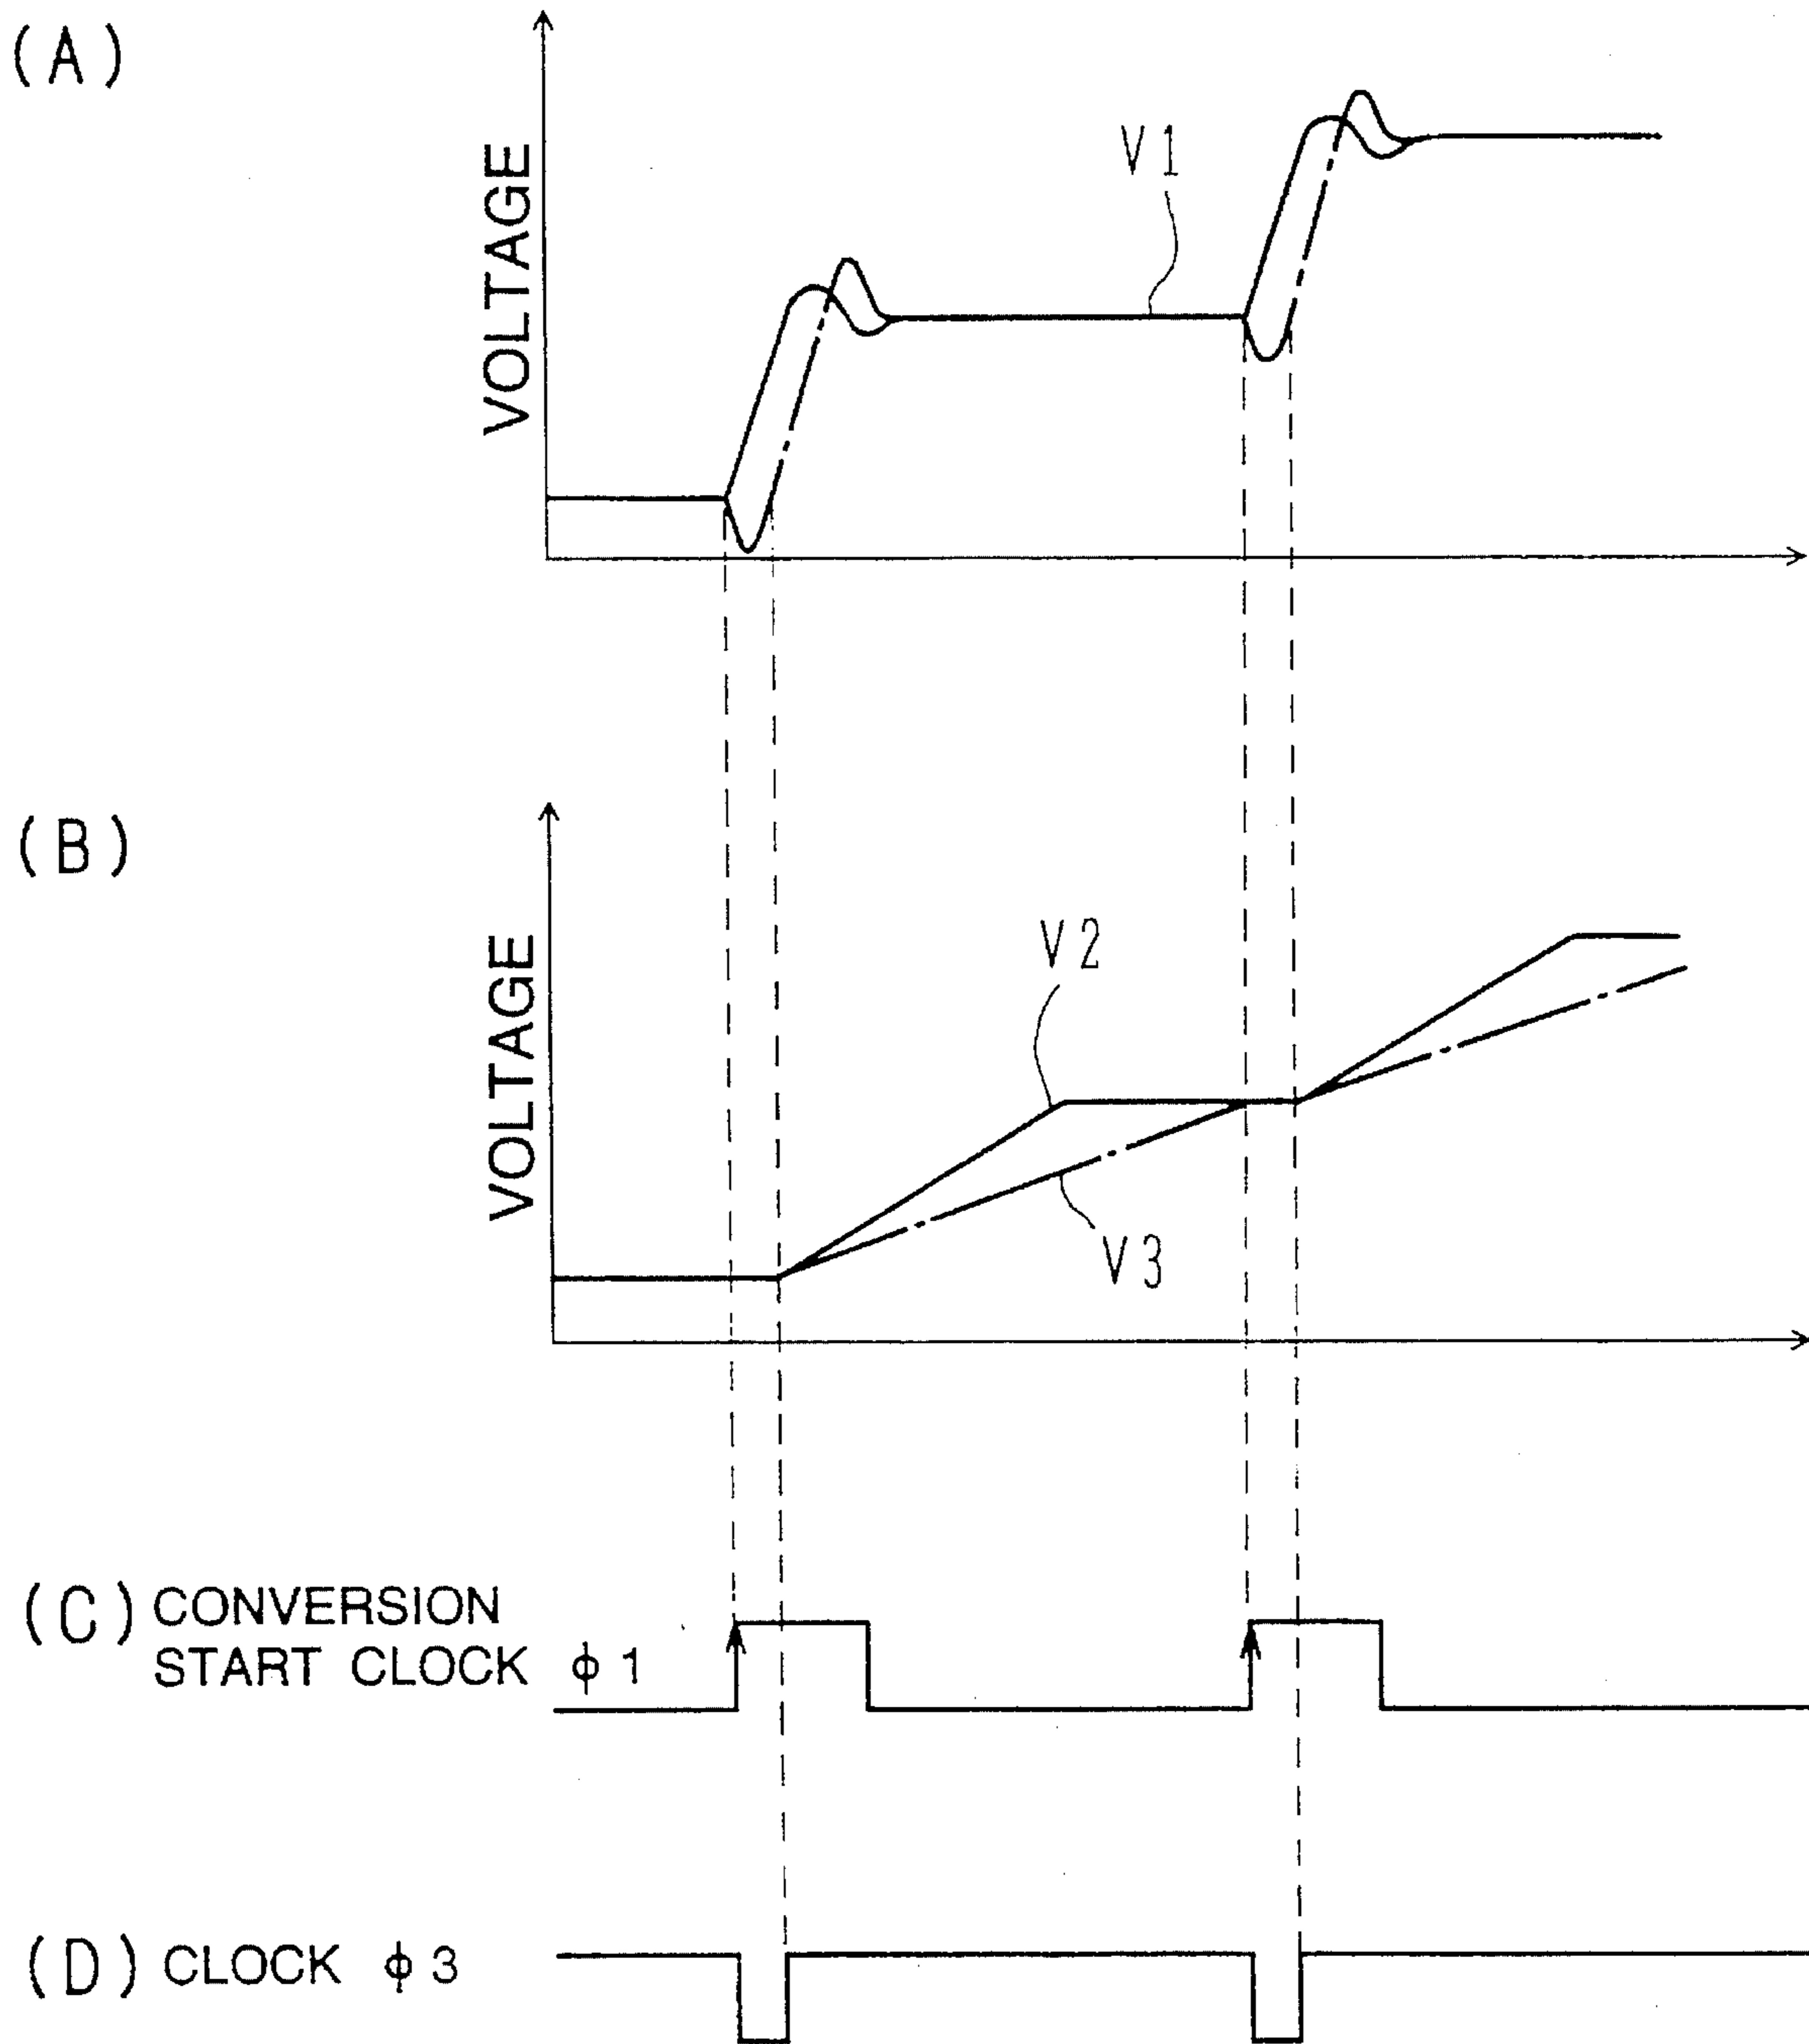 (A)
VOLTAGE
V1
(B)
VOLTAGE
V2
V3
(C) CONVERSION
START CLOCK ϕ1
(D) CLOCK ϕ3